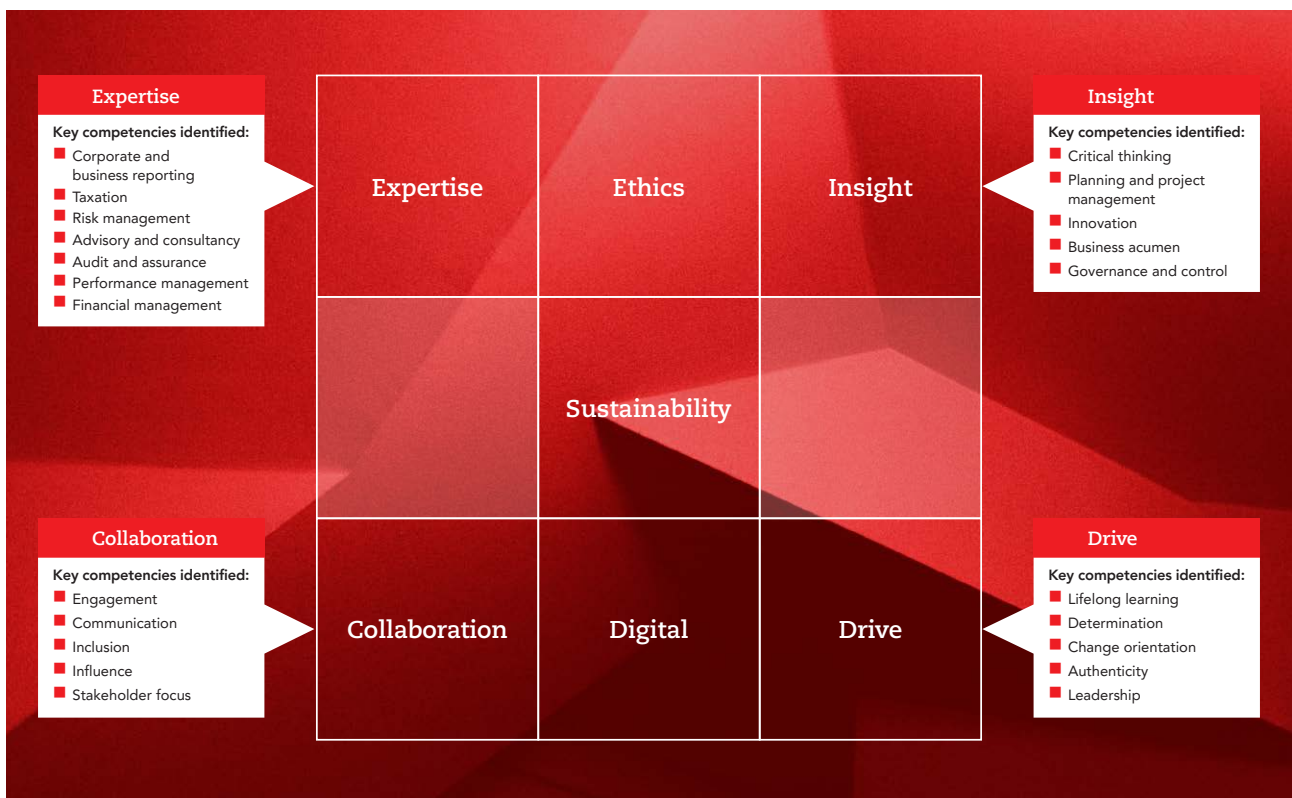 Expertise
Key competencies identified:
Corporate and
business reporting
Taxation
Risk management
Advisory and consultancy
Audit and assurance
Performance management
Financial management
Expertise
Ethics
Insight
Insight
Key competencies identified:
Critical thinking
Planning and project
management
Innovation
Business acumen
Governance and control
Sustainability
Collaboration
Key competencies identified:
Engagement
Communication
Inclusion
Influence
Stakeholder focus
Collaboration
Digital
Drive
Drive
Key competencies identified:
Lifelong learning
Determination
Change orientation
Authenticity
Leadership